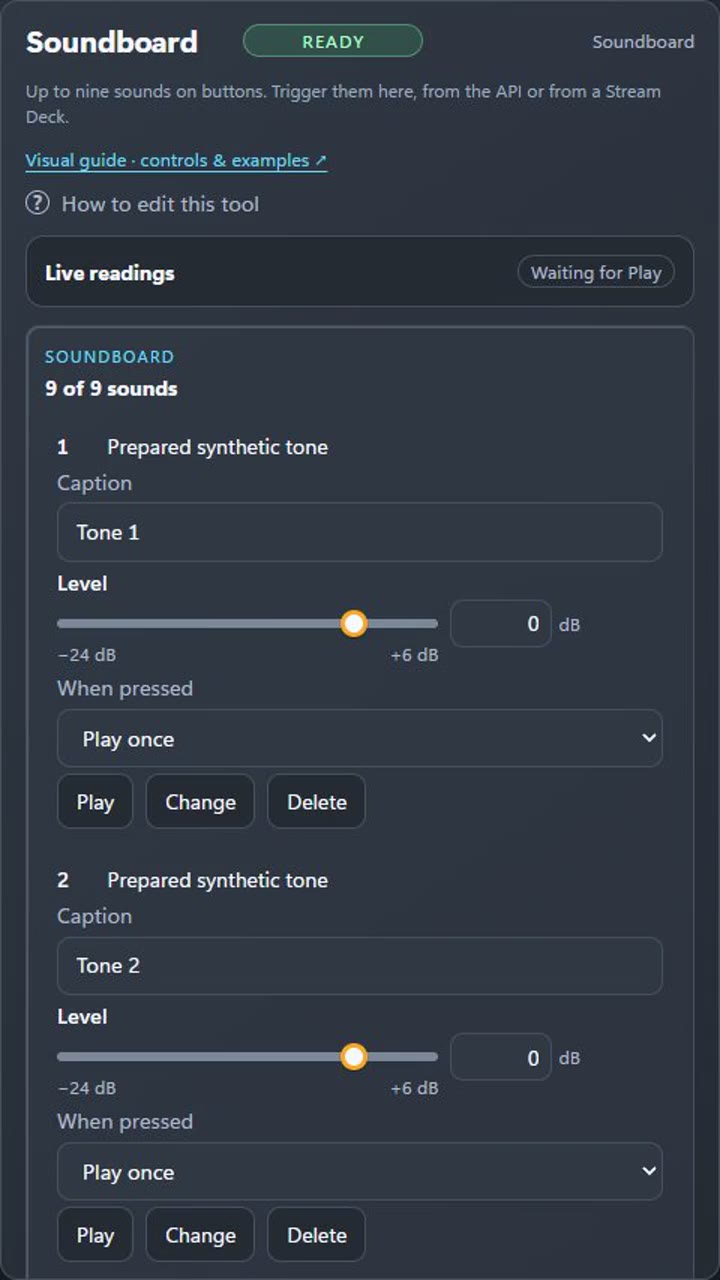 Soundboard READY Soundboard
Up to nine sounds on buttons. Trigger them here, from the API or from a Stream
Deck.
Visual guide · controls & examples ↗
? How to edit this tool
Live readings Waiting for Play
SOUNDBOARD
9 of 9 sounds
1 Prepared synthetic tone
Caption
Tone 1
Level
0 dB
−24 dB +6 dB
When pressed
Play once
Play Change Delete
2 Prepared synthetic tone
Caption
Tone 2
Level
0 dB
−24 dB +6 dB
When pressed
Play once
Play Change Delete